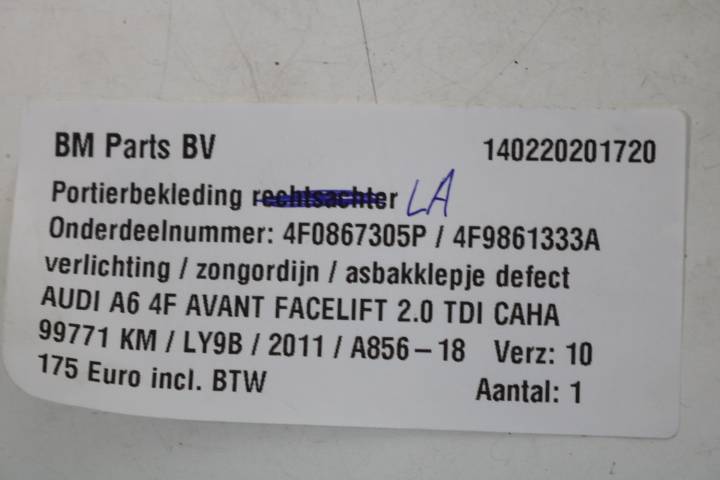 BM Parts BV 140220201720
Portierbekleding rechtsachter LA
Onderdeelnummer: 4F0867305P / 4F9861333A
verlichting / zongordijn / asbakklepje defect
AUDI A6 4F AVANT FACELIFT 2.0 TDI CAHA
99771 KM / LY9B / 2011 / A856-18 Verz: 10
175 Euro incl. BTW Aantal: 1